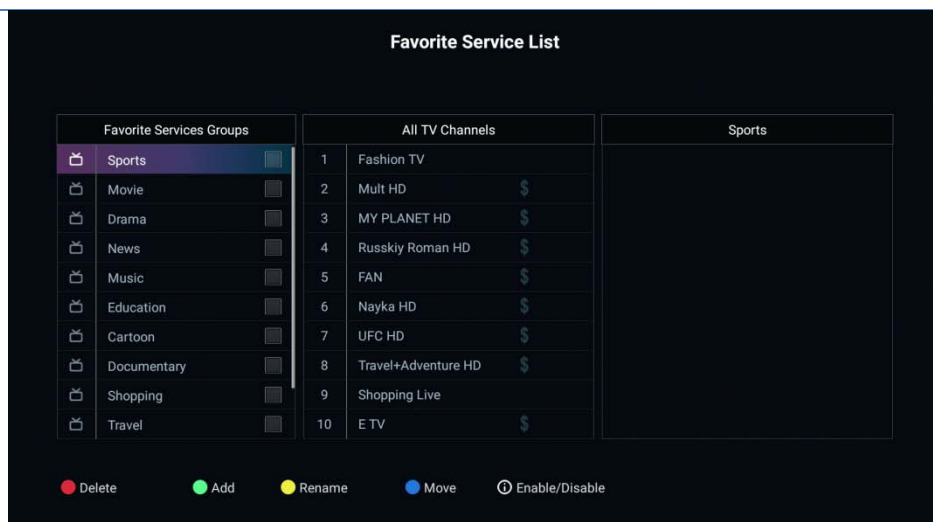 Favorite Service List
Favorite Services Groups
Sports
Movie
Drama
News
Music
Education
Cartoon
Documentary
Shopping
Travel
All TV Channels
1 Fashion TV
2 Mult HD $
3 MY PLANET HD $
4 Russkiy Roman HD $
5 FAN $
6 Nayka HD $
7 UFC HD $
8 Travel+Adventure HD $
9 Shopping Live
10 E TV $
Sports
Delete Add Rename Move Enable/Disable